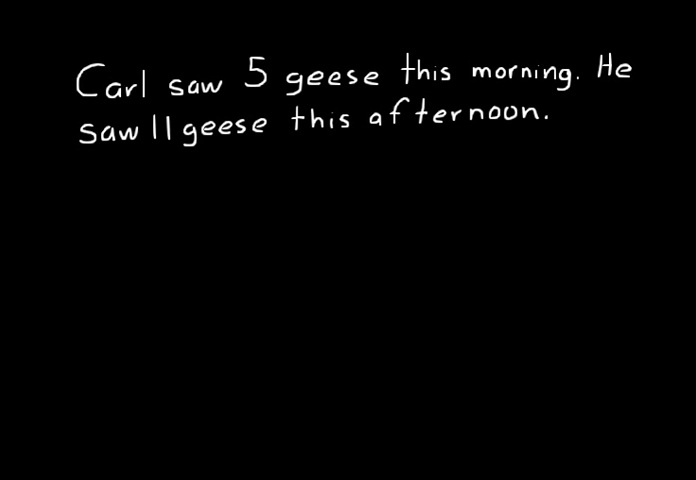 Carl saw 5 geese this morning. He
saw 11 geese this afternoon.